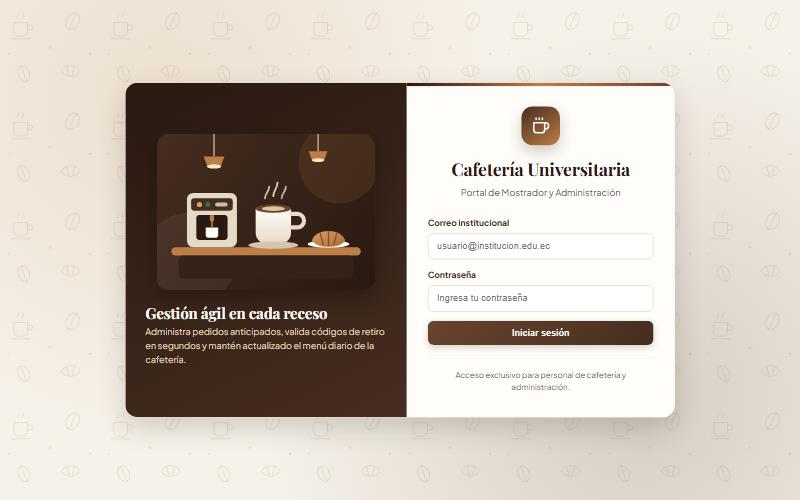 Gestión ágil en cada receso
Administra pedidos anticipados, valida códigos de retiro
en segundos y mantén actualizado el menú diario de la
cafetería.
Cafetería Universitaria
Portal de Mostrador y Administración
Correo institucional
usuario@institucion.edu.ec
Contraseña
Ingresa tu contraseña
Iniciar sesión
Acceso exclusivo para personal de cafetería y
administración.